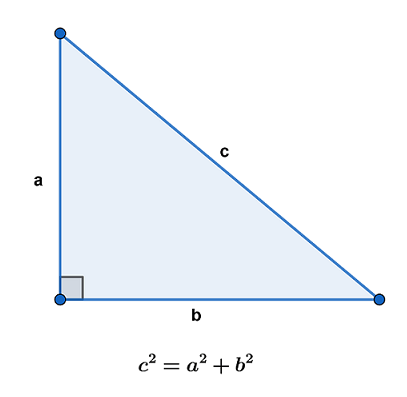 a
c
b
c² = a² + b²